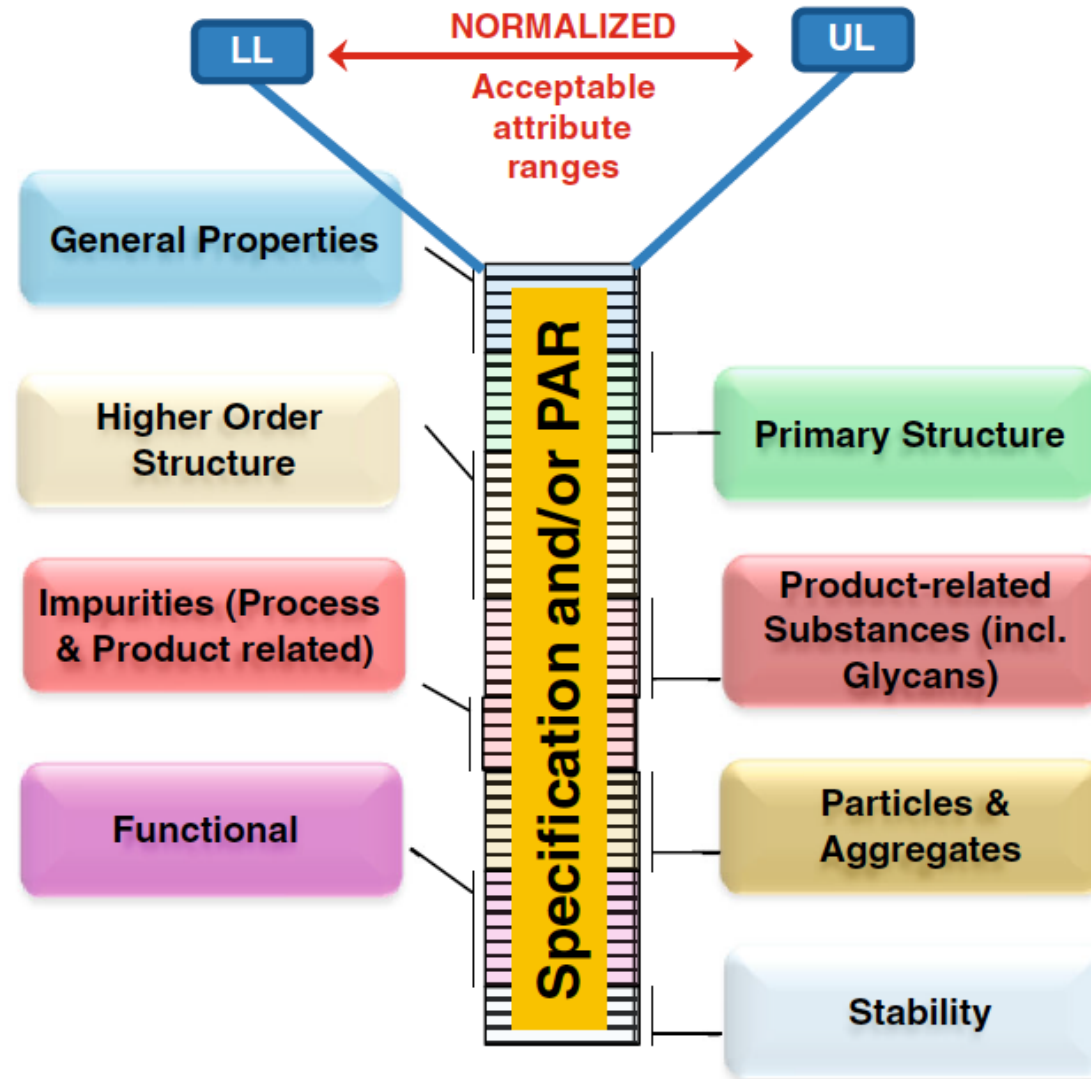 LL
NORMALIZED
UL
Acceptable
attribute
ranges
General Properties
Higher Order
Structure
Primary Structure
Impurities (Process
& Product related)
Product-related
Substances (incl.
Glycans)
Functional
Particles &
Aggregates
Stability
Specification and/or PAR